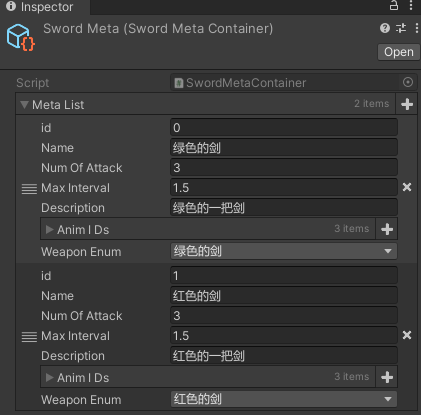 Inspector
Sword Meta (Sword Meta Container)
Open
Script SwordMetaContainer
Meta List 2 items
id 0
Name 绿色的剑
Num Of Attack 3
Max Interval 1.5
Description 绿色的一把剑
Anim I Ds 3 items
Weapon Enum 绿色的剑
id 1
Name 红色的剑
Num Of Attack 3
Max Interval 1.5
Description 红色的一把剑
Anim I Ds 3 items
Weapon Enum 红色的剑